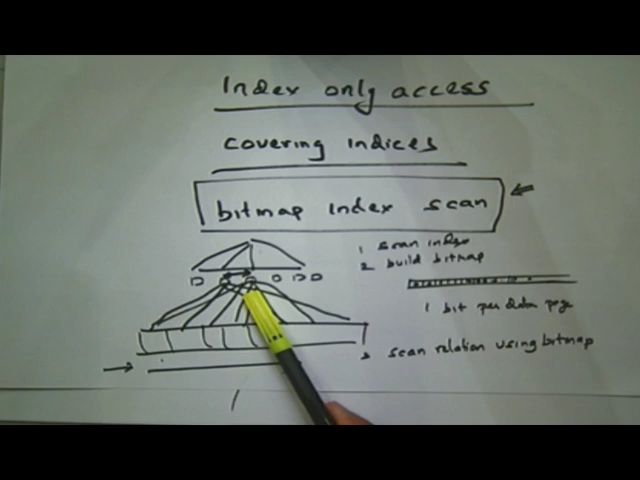 Index only access
covering indices
bitmap index scan
1 scan index
2 build bitmap
1 bit per data page
3 scan relation using bitmap